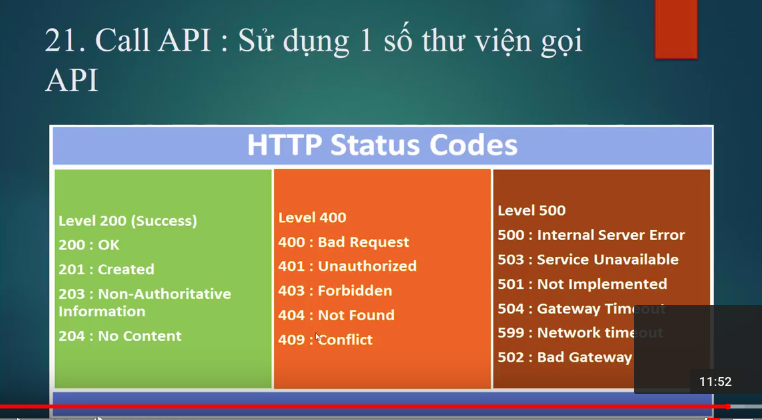 21. Call API : Sử dụng 1 số thư viện gọi
API
HTTP Status Codes
Level 200 (Success)
200 : OK
201 : Created
203 : Non-Authoritative
Information
204 : No Content
Level 400
400 : Bad Request
401 : Unauthorized
403 : Forbidden
404 : Not Found
409 : Conflict
Level 500
500 : Internal Server Error
503 : Service Unavailable
501 : Not Implemented
504 : Gateway Timeout
599 : Network timeout
502 : Bad Gateway
11:52